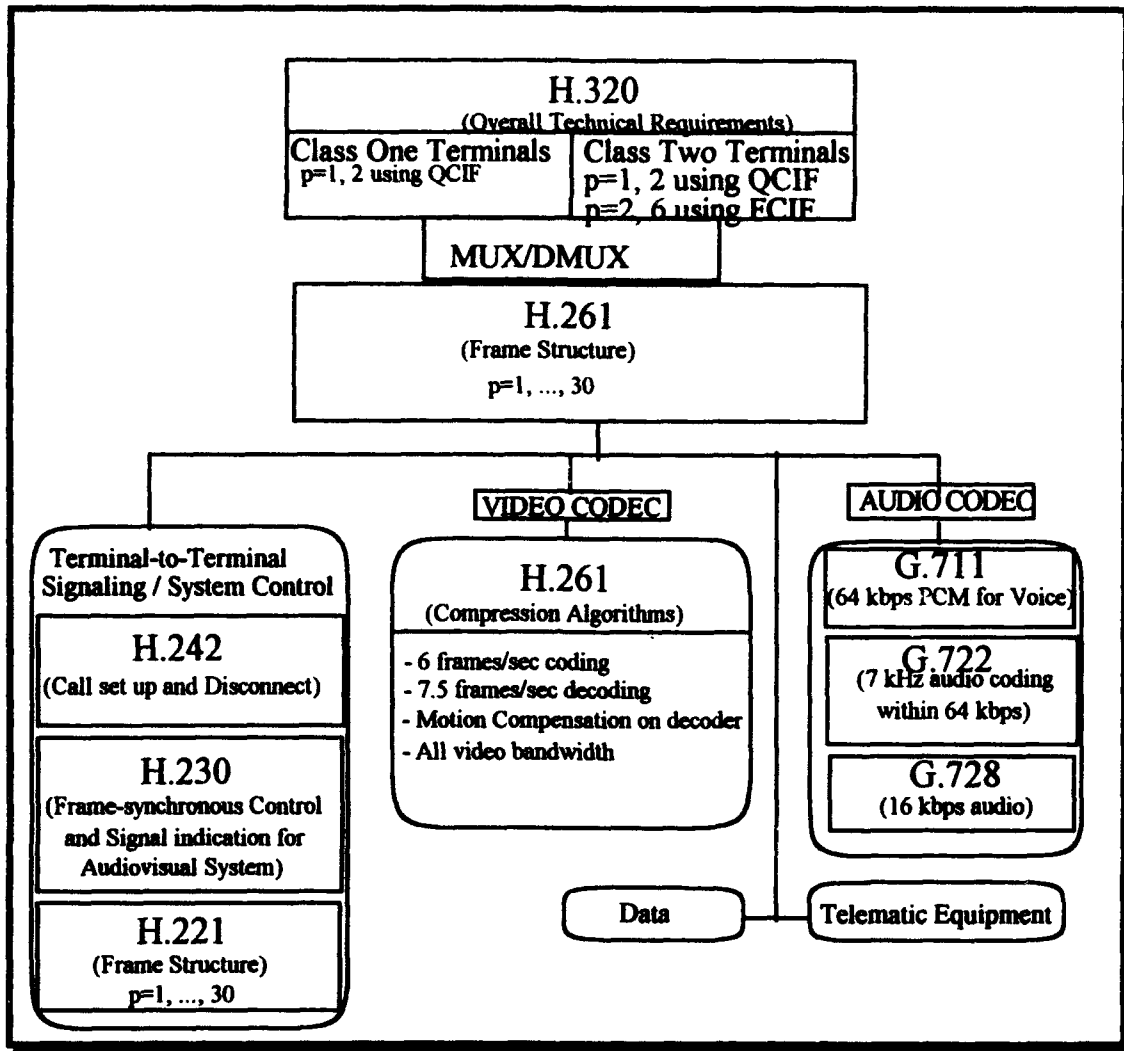 H.320
(Overall Technical Requirements)
Class One Terminals
p=1, 2 using QCIF
Class Two Terminals
p=1, 2 using QCIF
p=2, 6 using FCIF
MUX/DMUX
H.261
(Frame Structure)
p=1, ..., 30
Terminal-to-Terminal
Signaling / System Control
H.242
(Call set up and Disconnect)
H.230
(Frame-synchronous Control
and Signal indication for
Audiovisual System)
H.221
(Frame Structure)
p=1, ..., 30
VIDEO CODEC
H.261
(Compression Algorithms)
- 6 frames/sec coding
- 7.5 frames/sec decoding
- Motion Compensation on decoder
- All video bandwidth
AUDIO CODEC
G.711
(64 kbps PCM for Voice)
G.722
(7 kHz audio coding
within 64 kbps)
G.728
(16 kbps audio)
Data
Telematic Equipment